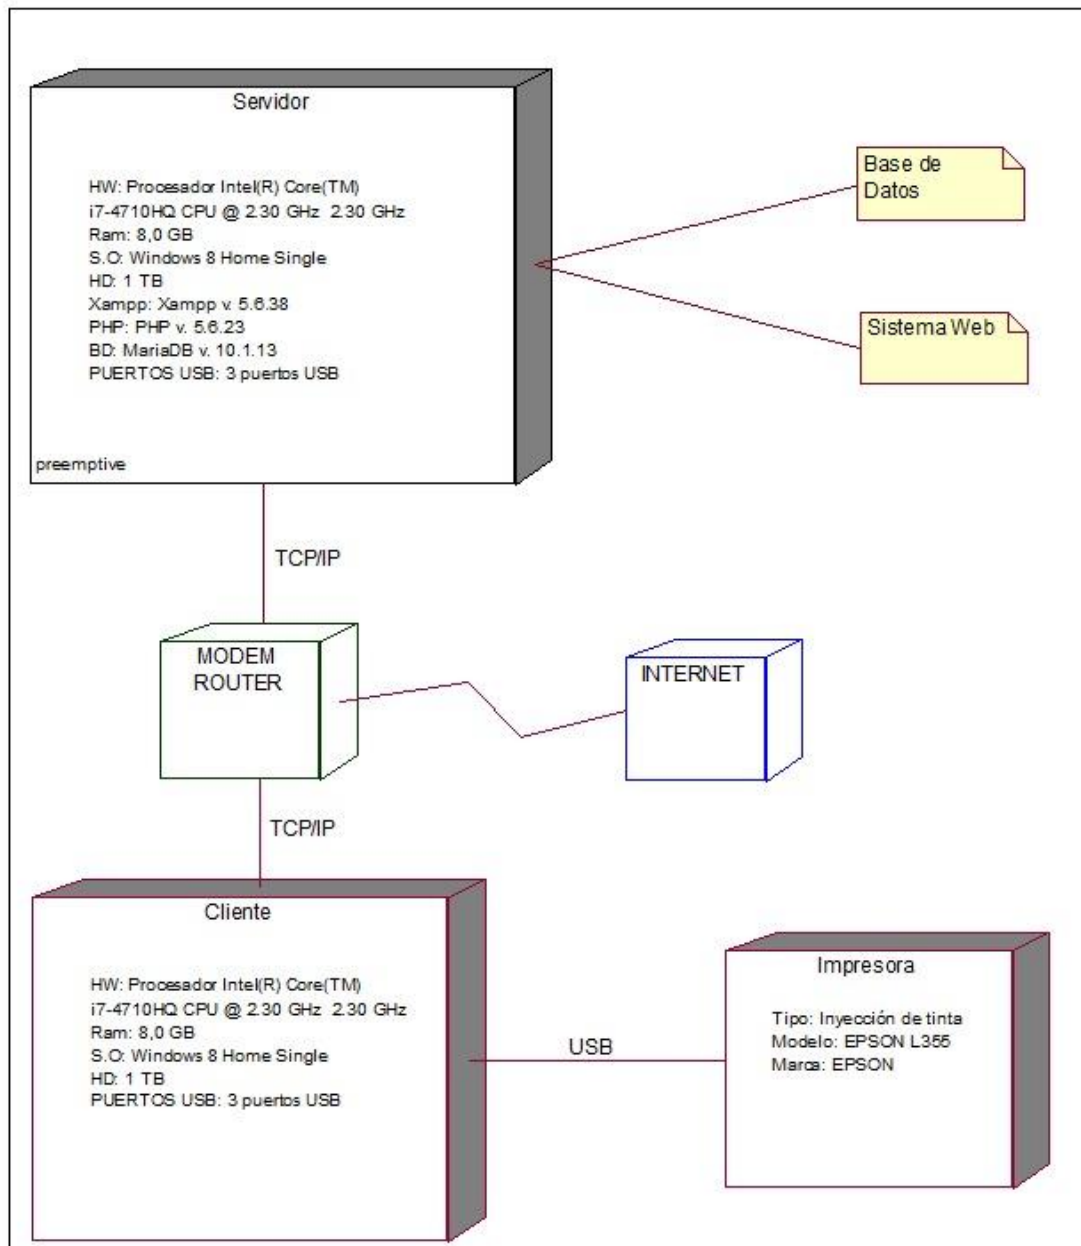 Servidor
HW: Procesador Intel(R) Core(TM)
i7-4710HQ CPU @ 2.30 GHz 2.30 GHz
Ram: 8,0 GB
S.O: Windows 8 Home Single
HD: 1 TB
Xampp: Xampp v. 5.6.38
PHP: PHP v. 5.6.23
BD: MariaDB v. 10.1.13
PUERTOS USB: 3 puertos USB
preemptive
Base de
Datos
Sistema Web
TCP/IP
MODEM
ROUTER
INTERNET
TCP/IP
Cliente
HW: Procesador Intel(R) Core(TM)
i7-4710HQ CPU @ 2.30 GHz 2.30 GHz
Ram: 8,0 GB
S.O: Windows 8 Home Single
HD: 1 TB
PUERTOS USB: 3 puertos USB
USB
Impresora
Tipo: Inyección de tinta
Modelo: EPSON L355
Marca: EPSON